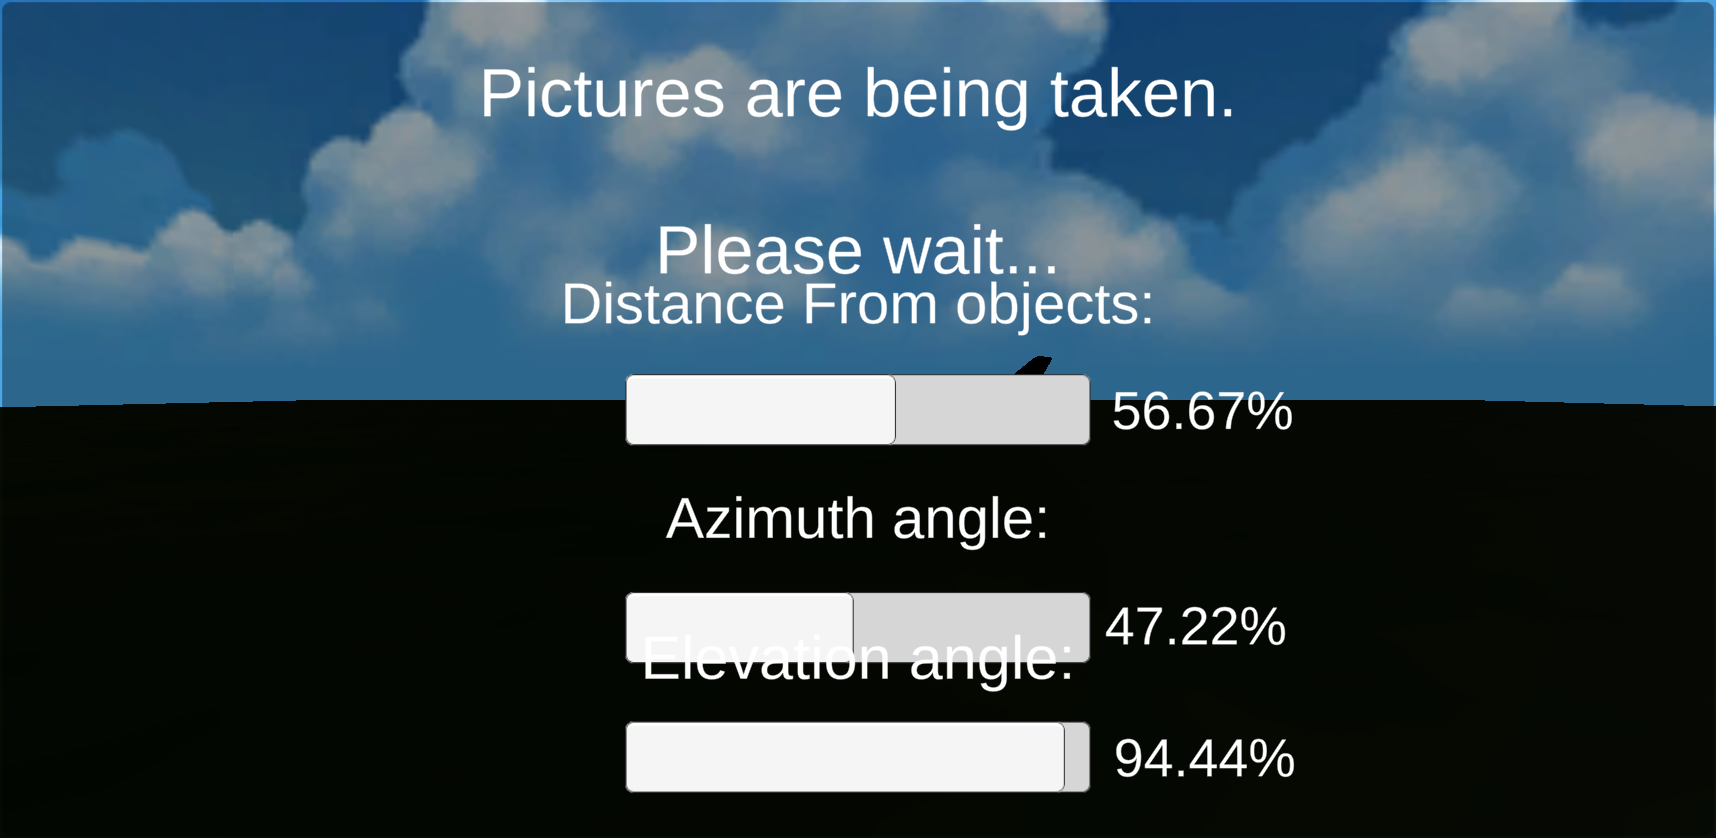 Pictures are being taken.
Please wait...
Distance From objects:
56.67%
Azimuth angle:
47.22%
Elevation angle:
94.44%